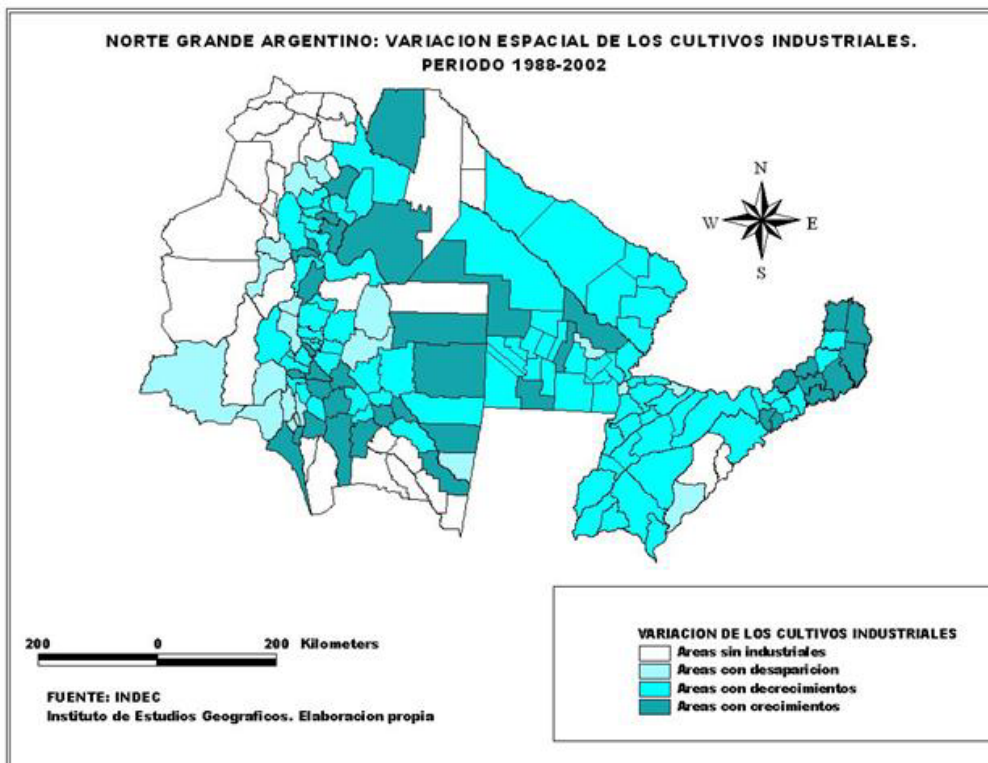 NORTE GRANDE ARGENTINO: VARIACION ESPACIAL DE LOS CULTIVOS INDUSTRIALES.
PERIODO 1988-2002
N
W E
S
200 0 200 Kilometers
FUENTE: INDEC
Instituto de Estudios Geograficos. Elaboracion propia
VARIACION DE LOS CULTIVOS INDUSTRIALES
Areas sin industriales
Areas con desaparicion
Areas con decrecimientos
Areas con crecimientos